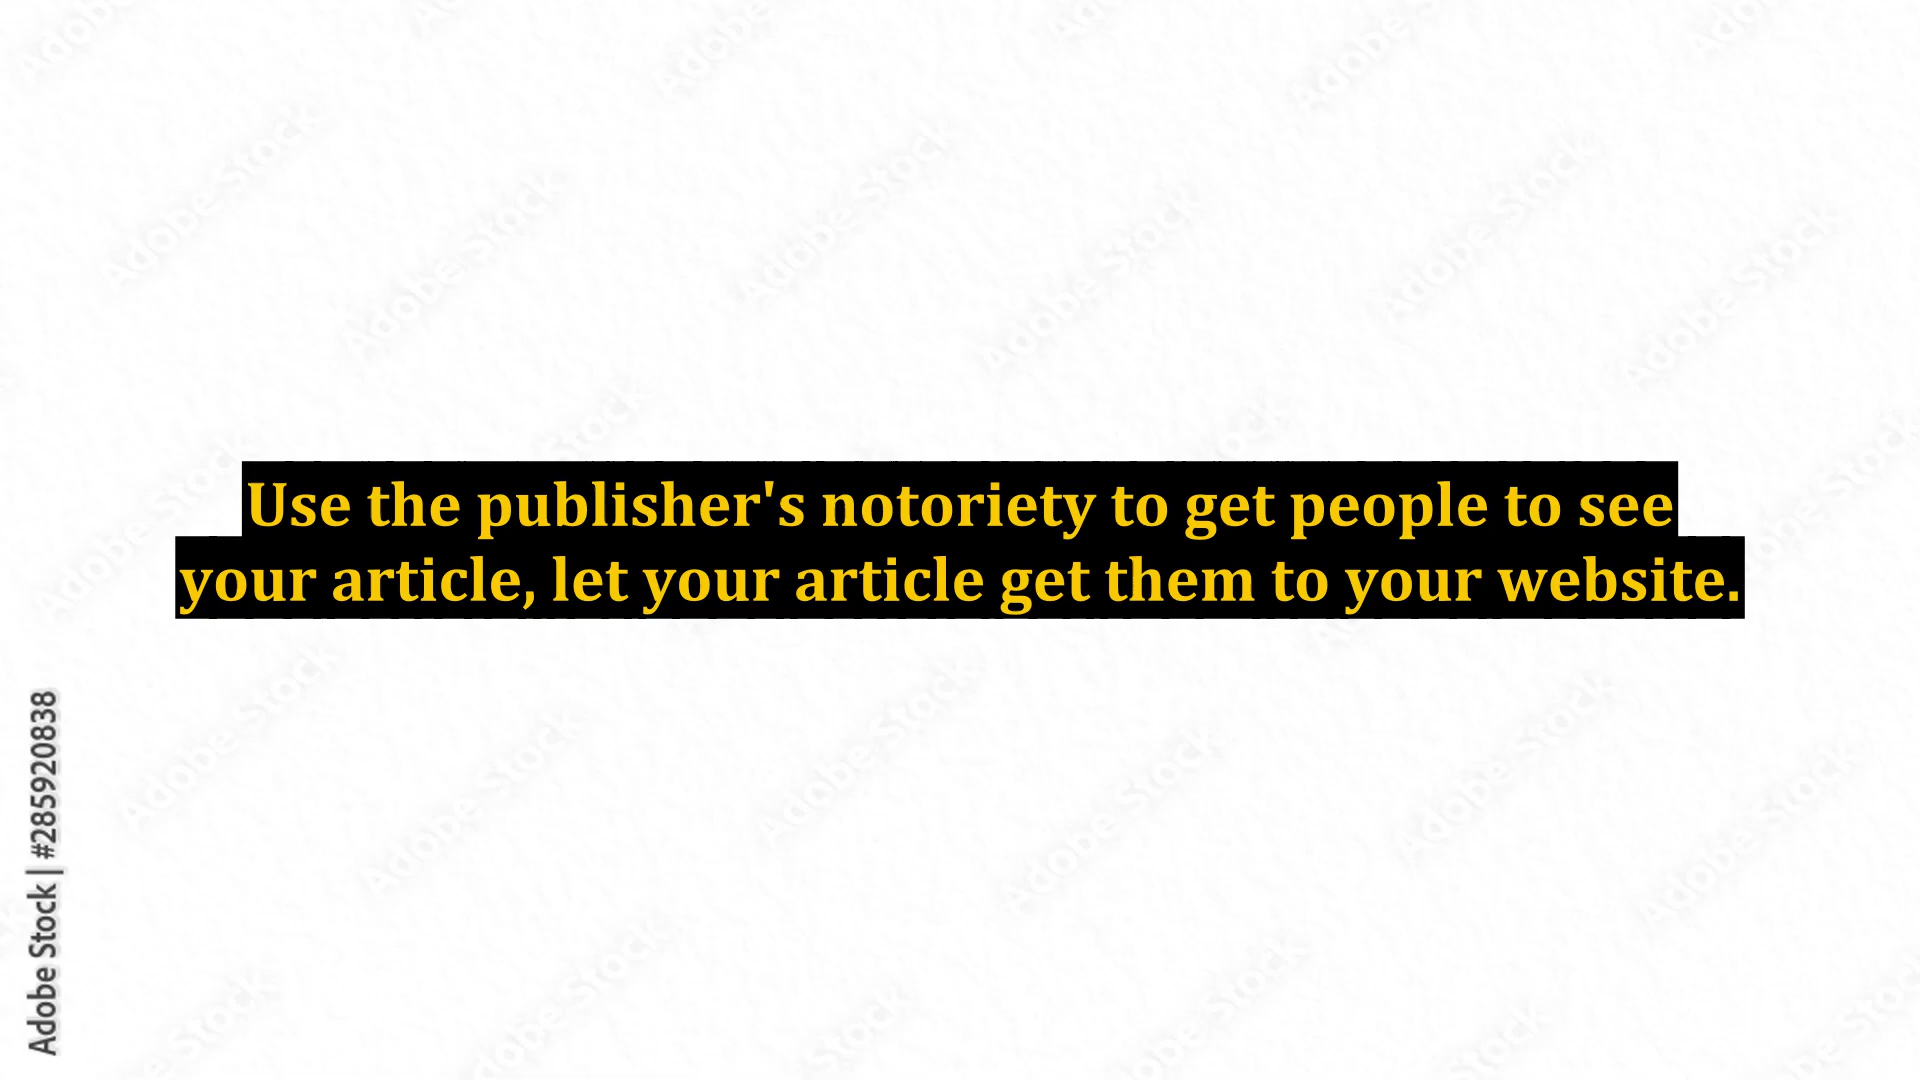 Use the publisher's notoriety to get people to see
your article, let your article get them to your website.
Adobe Stock | #285920838